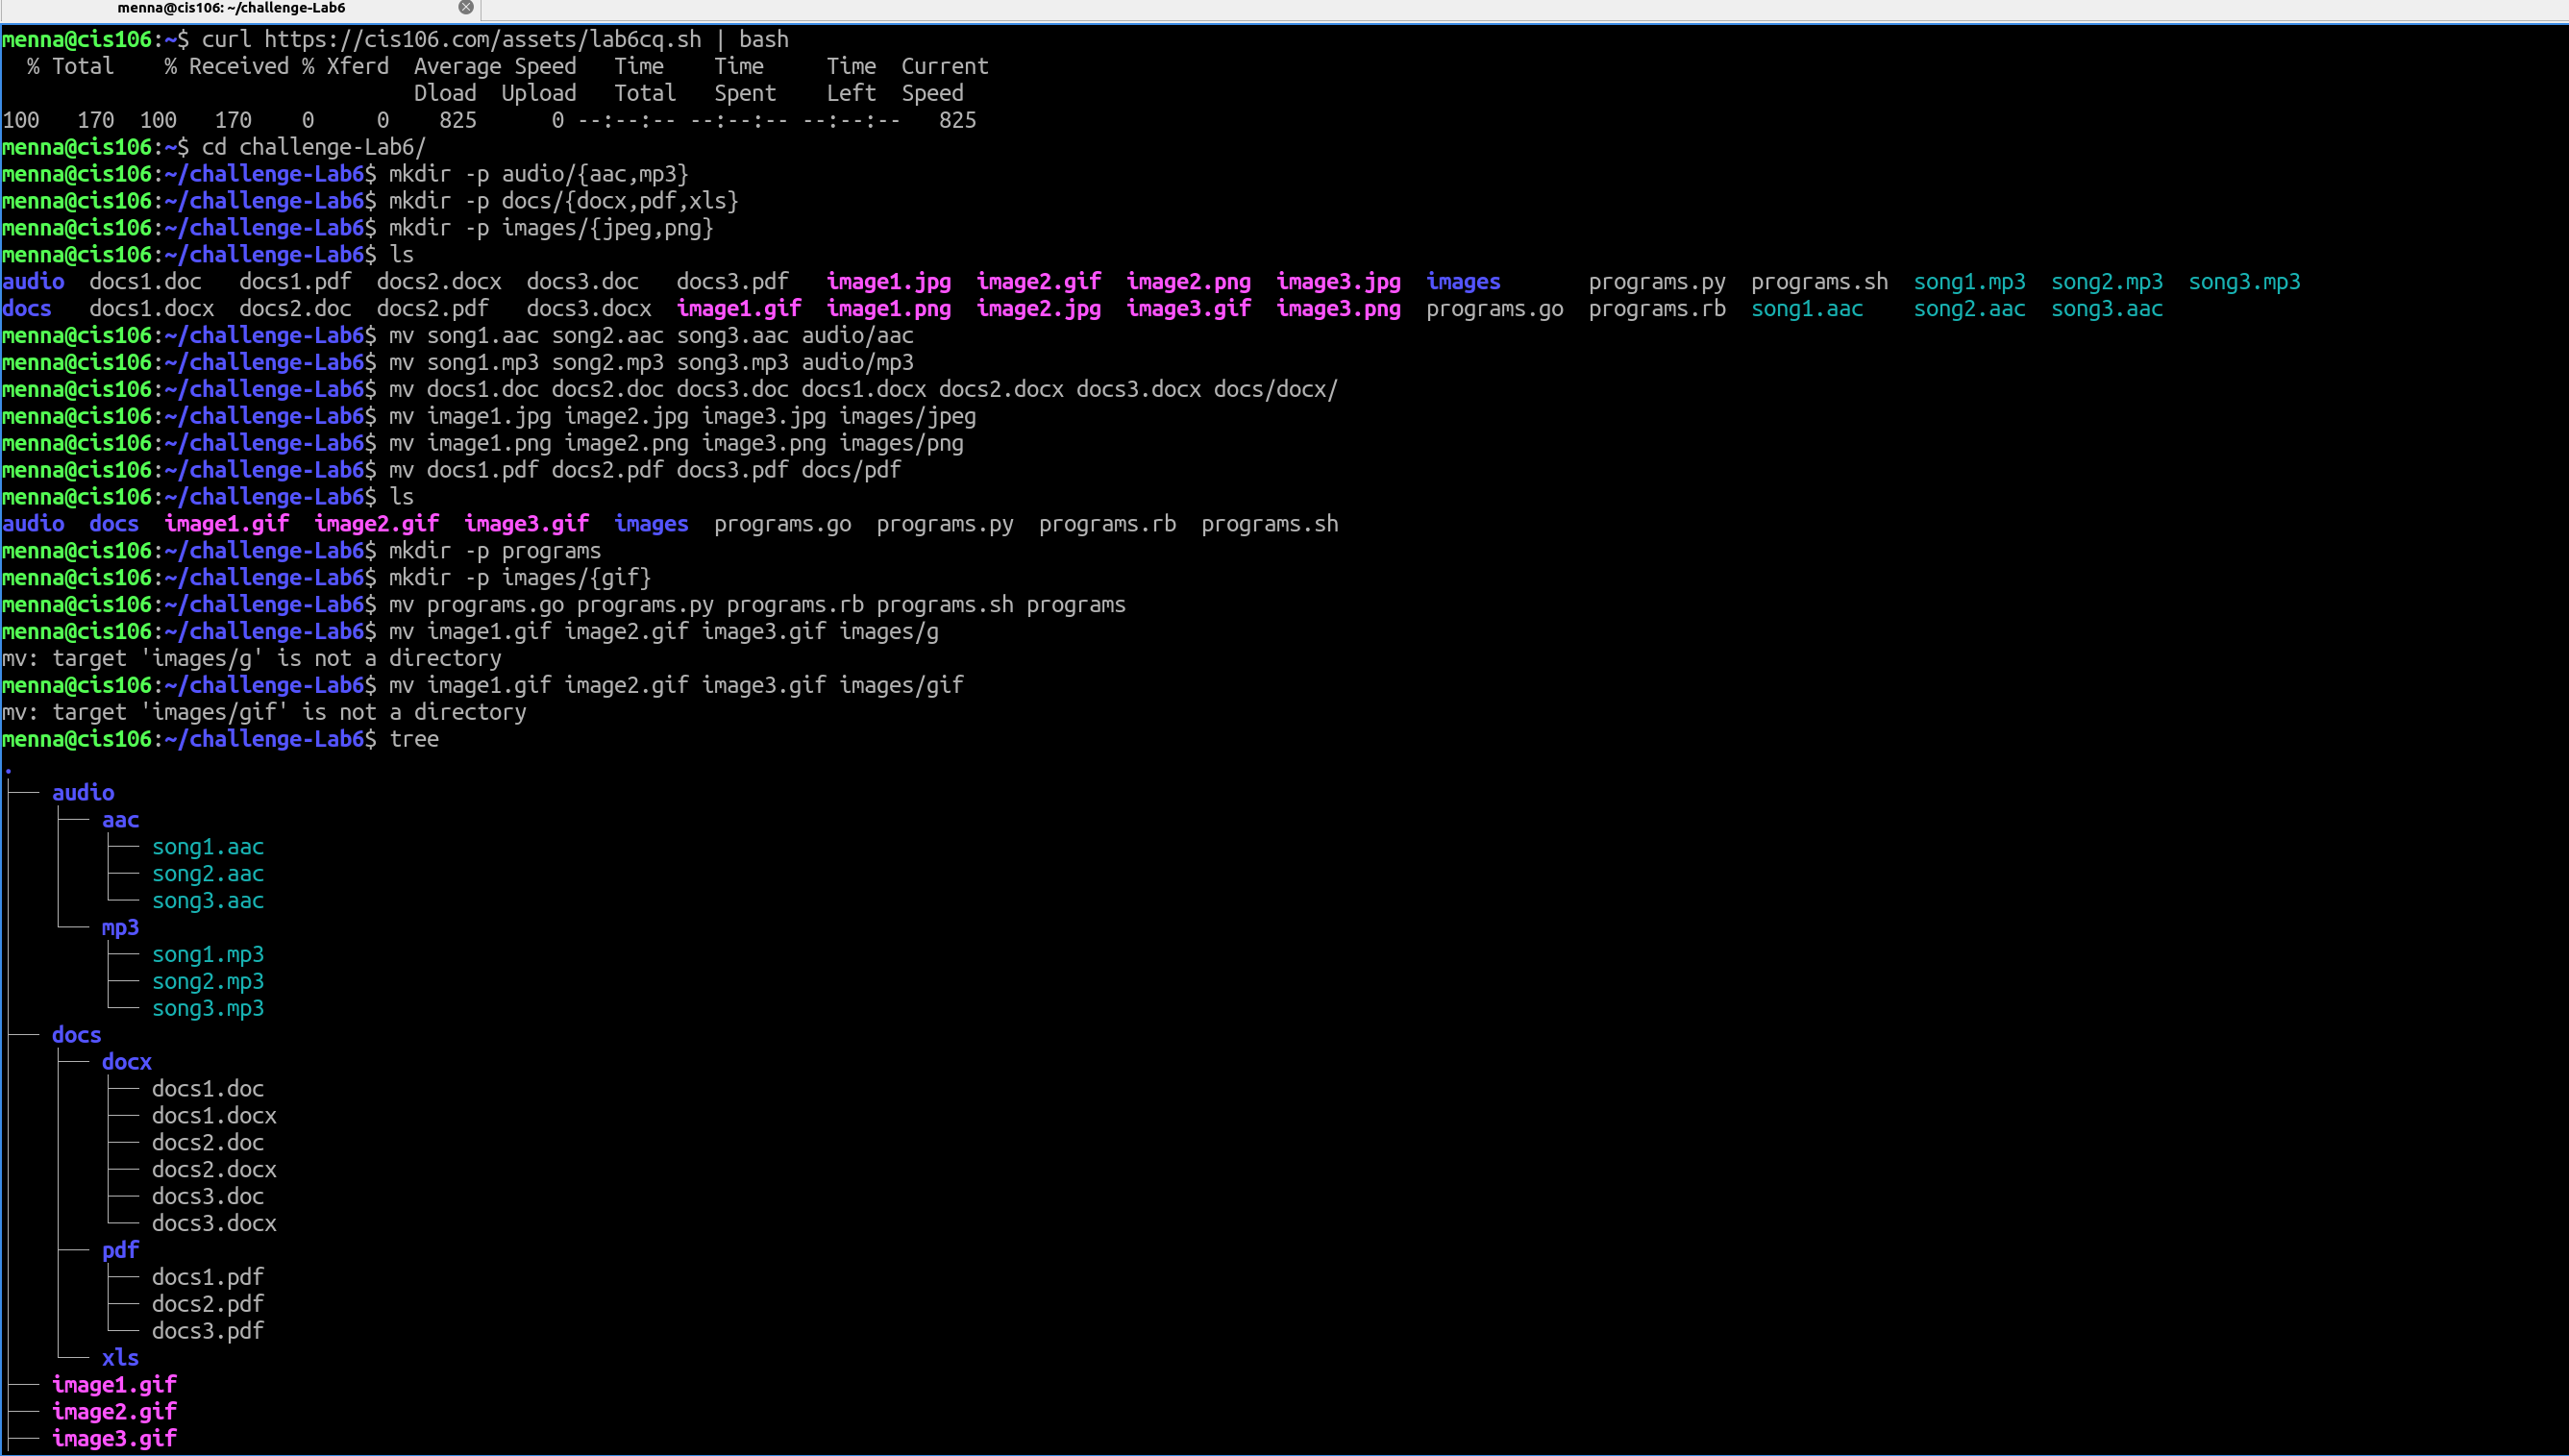 menna@cis106: ~/challenge-Lab6
menna@cis106:~$ curl https://cis106.com/assets/lab6cq.sh | bash
  % Total    % Received % Xferd  Average Speed   Time    Time     Time  Current
                                 Dload  Upload   Total   Spent    Left  Speed
100   170  100   170    0     0    825      0 --:--:-- --:--:-- --:--:--   825
menna@cis106:~$ cd challenge-Lab6/
menna@cis106:~/challenge-Lab6$ mkdir -p audio/{aac,mp3}
menna@cis106:~/challenge-Lab6$ mkdir -p docs/{docx,pdf,xls}
menna@cis106:~/challenge-Lab6$ mkdir -p images/{jpeg,png}
menna@cis106:~/challenge-Lab6$ ls
audio  docs1.doc   docs1.pdf  docs2.docx  docs3.doc   docs3.pdf   image1.jpg  image2.gif  image2.png  image3.jpg  images       programs.py  programs.sh  song1.mp3  song2.mp3  song3.mp3
docs   docs1.docx  docs2.doc  docs2.pdf   docs3.docx  image1.gif  image1.png  image2.jpg  image3.gif  image3.png  programs.go  programs.rb  song1.aac    song2.aac  song3.aac
menna@cis106:~/challenge-Lab6$ mv song1.aac song2.aac song3.aac audio/aac
menna@cis106:~/challenge-Lab6$ mv song1.mp3 song2.mp3 song3.mp3 audio/mp3
menna@cis106:~/challenge-Lab6$ mv docs1.doc docs2.doc docs3.doc docs1.docx docs2.docx docs3.docx docs/docx/
menna@cis106:~/challenge-Lab6$ mv image1.jpg image2.jpg image3.jpg images/jpeg
menna@cis106:~/challenge-Lab6$ mv image1.png image2.png image3.png images/png
menna@cis106:~/challenge-Lab6$ mv docs1.pdf docs2.pdf docs3.pdf docs/pdf
menna@cis106:~/challenge-Lab6$ ls
audio  docs  image1.gif  image2.gif  image3.gif  images  programs.go  programs.py  programs.rb  programs.sh
menna@cis106:~/challenge-Lab6$ mkdir -p programs
menna@cis106:~/challenge-Lab6$ mkdir -p images/{gif}
menna@cis106:~/challenge-Lab6$ mv programs.go programs.py programs.rb programs.sh programs
menna@cis106:~/challenge-Lab6$ mv image1.gif image2.gif image3.gif images/g
mv: target 'images/g' is not a directory
menna@cis106:~/challenge-Lab6$ mv image1.gif image2.gif image3.gif images/gif
mv: target 'images/gif' is not a directory
menna@cis106:~/challenge-Lab6$ tree
.
├── audio
│   ├── aac
│   │   ├── song1.aac
│   │   ├── song2.aac
│   │   └── song3.aac
│   └── mp3
│       ├── song1.mp3
│       ├── song2.mp3
│       └── song3.mp3
├── docs
│   ├── docx
│   │   ├── docs1.doc
│   │   ├── docs1.docx
│   │   ├── docs2.doc
│   │   ├── docs2.docx
│   │   ├── docs3.doc
│   │   └── docs3.docx
│   ├── pdf
│   │   ├── docs1.pdf
│   │   ├── docs2.pdf
│   │   └── docs3.pdf
│   └── xls
├── image1.gif
├── image2.gif
├── image3.gif